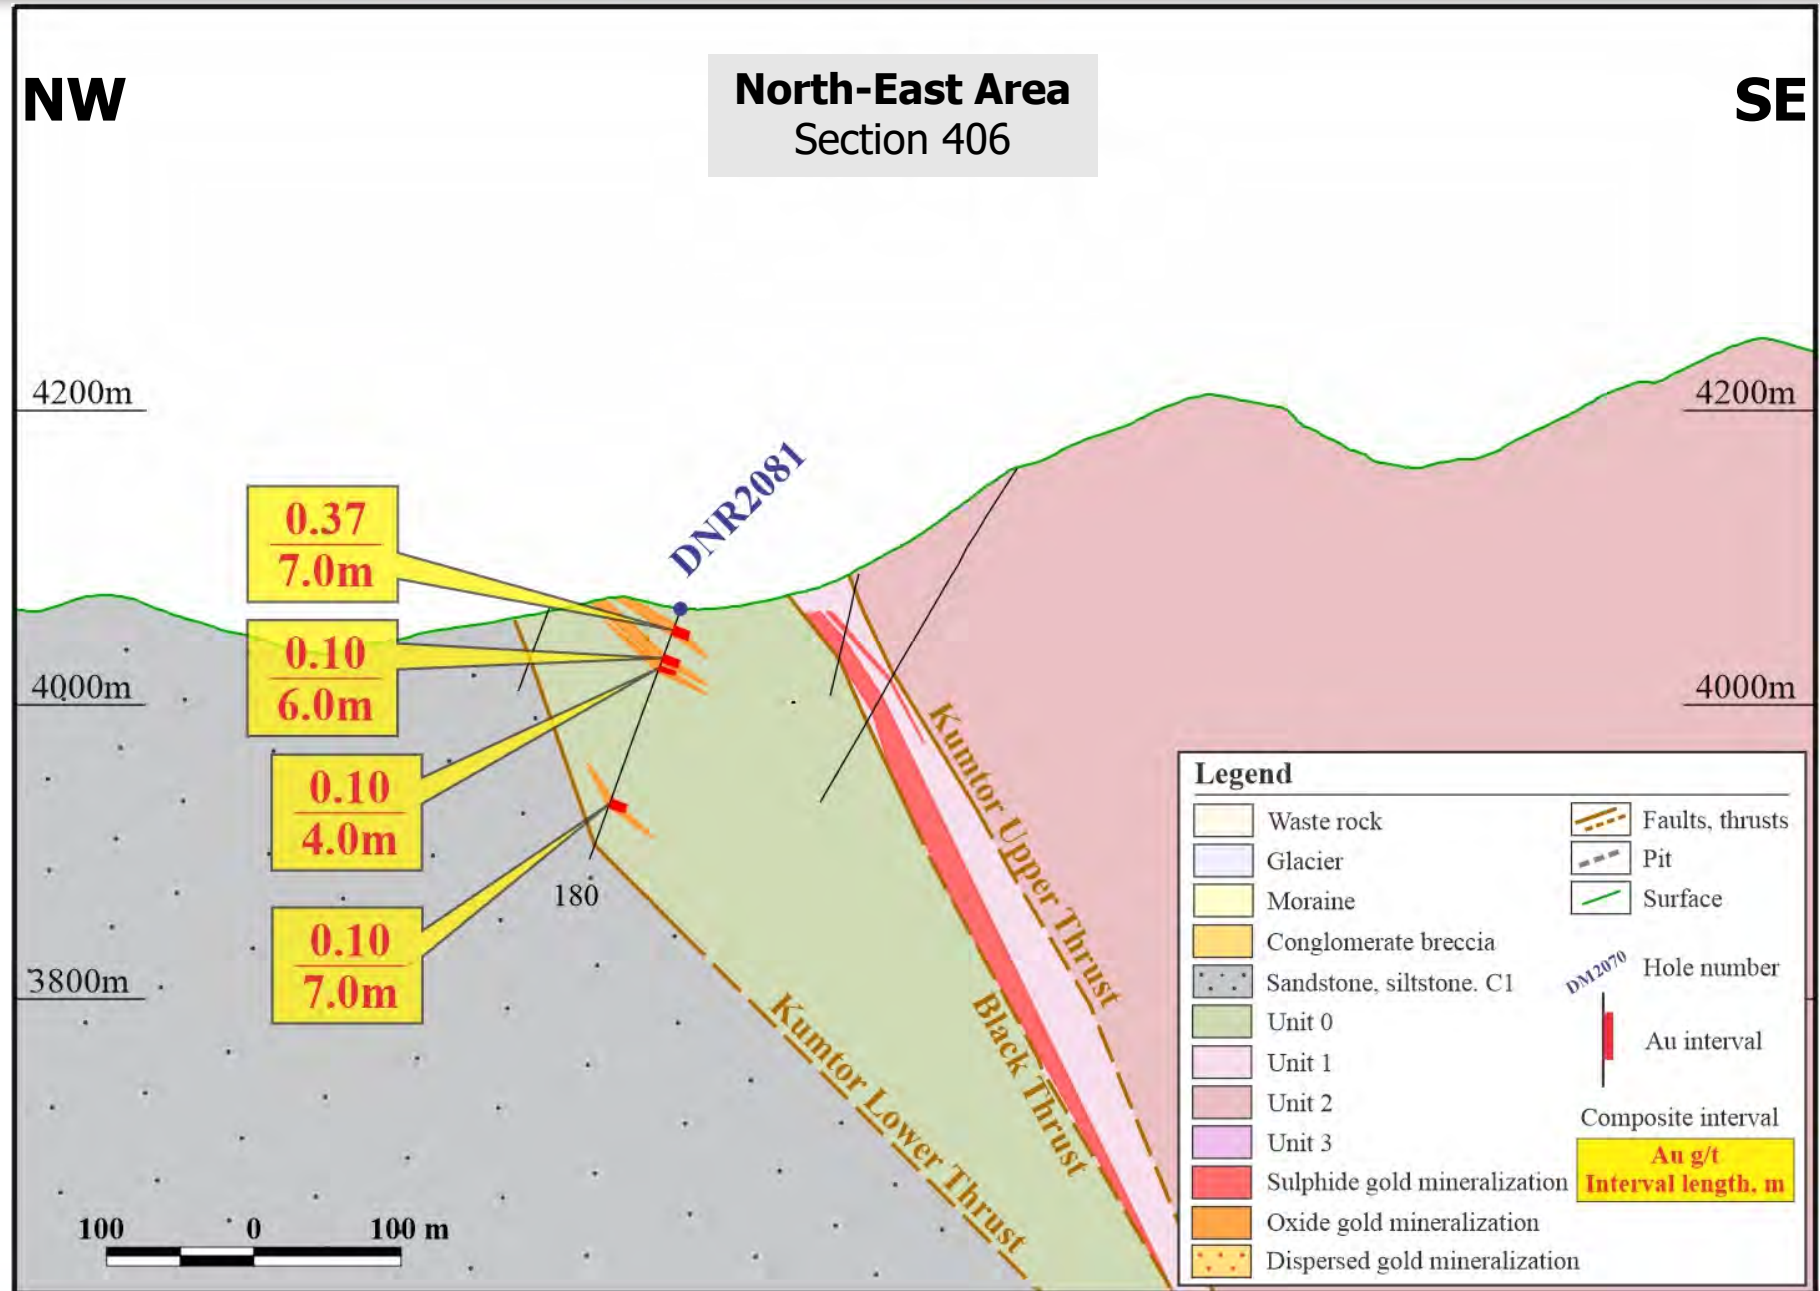 NW
North-East Area
Section 406
SE
4200m
4200m
DNR2081
0.37
7.0m
0.10
6.0m
4000m
4000m
0.10
4.0m
0.10
7.0m
180
3800m
Kumtor Upper Thrust
Black Thrust
Kumtor Lower Thrust
100 0 100 m
Legend
Waste rock
Glacier
Moraine
Conglomerate breccia
Sandstone, siltstone. C1
Unit 0
Unit 1
Unit 2
Unit 3
Sulphide gold mineralization
Oxide gold mineralization
Dispersed gold mineralization
Faults, thrusts
Pit
Surface
DM2070
Hole number
Au interval
Composite interval
Au g/t
Interval length, m